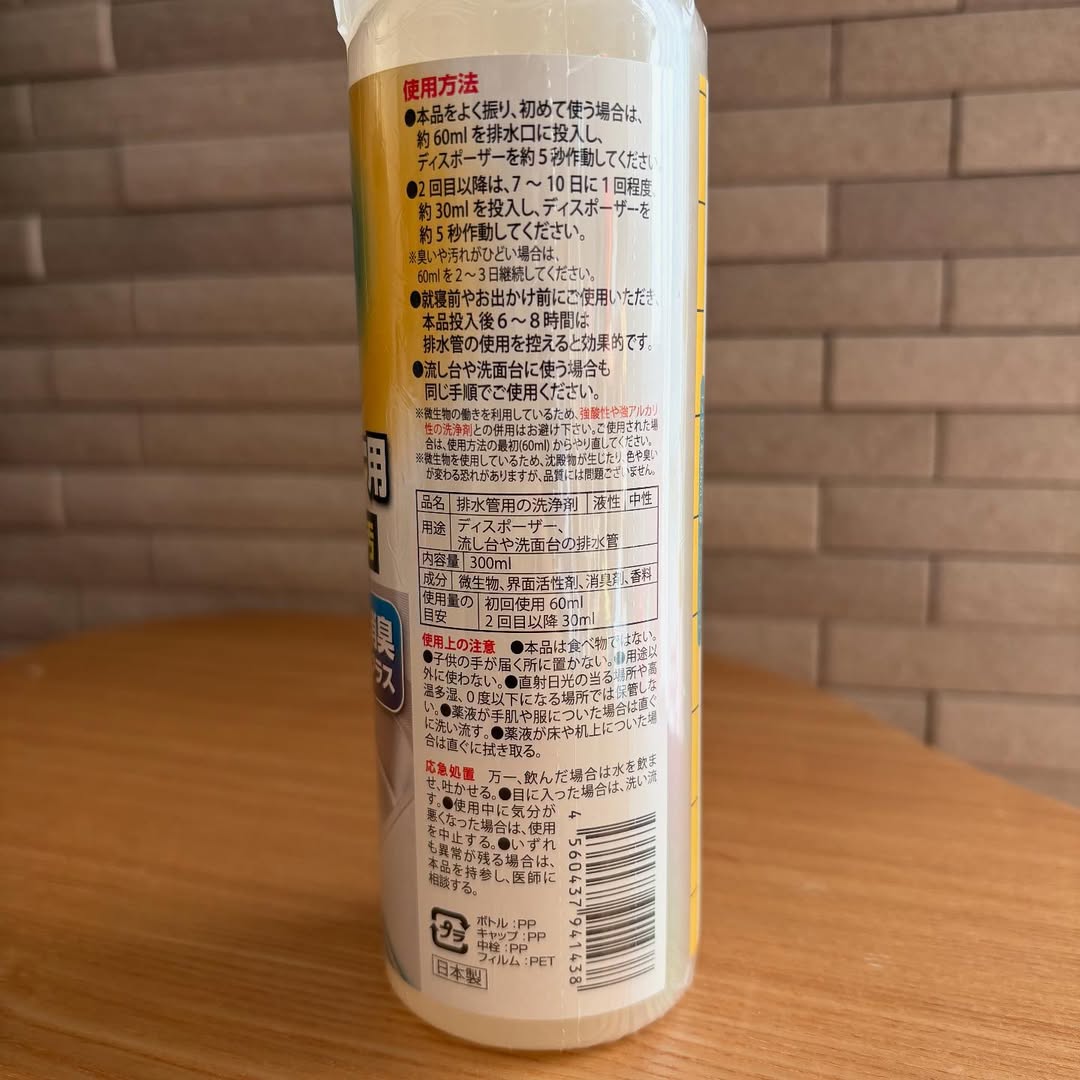 使用方法
●本品をよく振り、初めて使う場合は、
約60mlを排水口に投入し、
ディスポーザーを約5秒作動してください
●2回目以降は、7～10日に1回程度、
約30mlを投入し、ディスポーザーを
約5秒作動してください。
※臭いや汚れがひどい場合は、
60mlを2～3日継続してください。
●就寝前やお出かけ前にご使用いただき、
本品投入後6～8時間は
排水管の使用を控えると効果的です。
●流し台や洗面台に使う場合も
同じ手順でご使用ください。
※微生物の働きを利用しているため、強酸性や強アルカリ
性の洗浄剤との併用はお避け下さい。ご使用された場
合は、使用方法の最初(60ml)からやり直してください。
※微生物を使用しているため、沈殿物が生じたり、色や臭い
が変わる恐れがありますが、品質には問題ございません。
品名 排水管用の洗浄剤 液性 中性
用途 ディスポーザー、
流し台や洗面台の排水管
内容量 300ml
成分 微生物、界面活性剤、消臭剤、香料
使用量の目安 初回使用 60ml
2回目以降 30ml
使用上の注意 ●本品は食べ物ではない。
●子供の手が届く所に置かない。●用途以
外に使わない。●直射日光の当る場所や高
温多湿、0度以下になる場所では保管しな
い。●薬液が手肌や服についた場合は直ぐ
に洗い流す。●薬液が床や机上についた場
合は直ぐに拭き取る。
応急処置 万一、飲んだ場合は水を飲ま
せ、吐かせる。●目に入った場合は、洗い流
す。●使用中に気分が
悪くなった場合は、使用
を中止する。●いずれ
も異常が残る場合は、
本品を持参し、医師に
相談する。
4560437941438
プラ
ボトル:PP
キャップ:PP
中栓:PP
フィルム:PET
日本製
用
臭
ラス